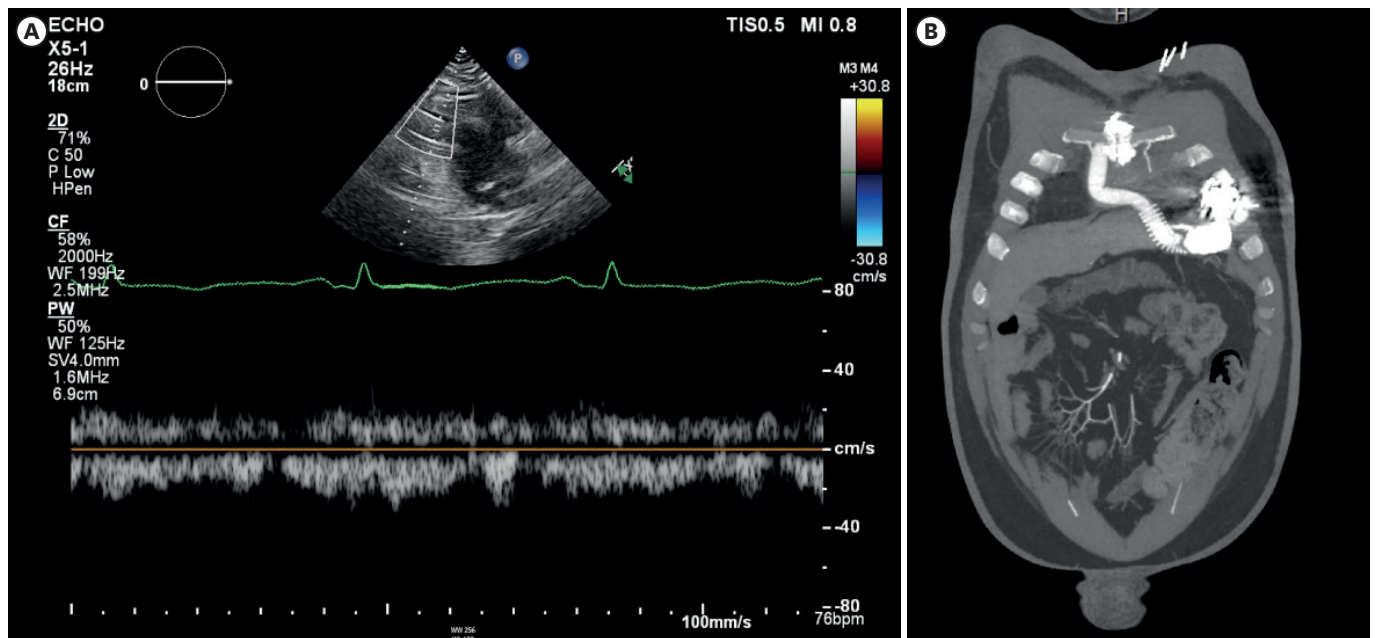 A
ECHO
X5-1
26Hz
18cm
TIS0.5 MI 0.8
P
0
M3 M4
+30.8
-30.8
cm/s
2D
71%
C 50
P Low
HPen
CF
58%
2000Hz
WF 199Hz
2.5MHz
PW
50%
WF 125Hz
SV4.0mm
1.6MHz
6.9cm
80
40
cm/s
-40
-80
100mm/s
76bpm
WW 256
B